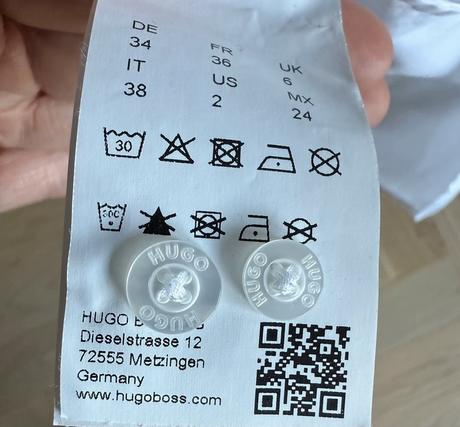 DE
34
FR
36
UK
6
IT
38
US
2
MX
24
30
30C
HUGO
HUGO
HUGO
HUGO
HUGO
Dieselstrasse 12
72555 Metzingen
Germany
www.hugoboss.com